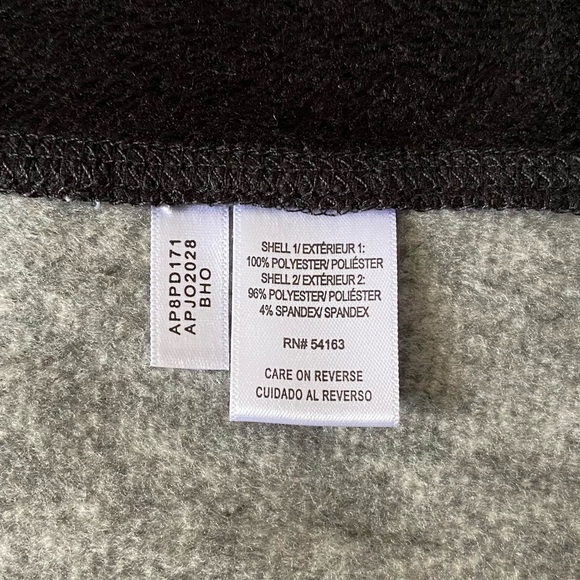 AP8PD171
APJO2028
BHO
SHELL 1/ EXTÉRIEUR 1:
100% POLYESTER/ POLIÉSTER
SHELL 2/ EXTÉRIEUR 2:
96% POLYESTER/ POLIÉSTER
4% SPANDEX/ SPANDEX
RN# 54163
CARE ON REVERSE
CUIDADO AL REVERSO